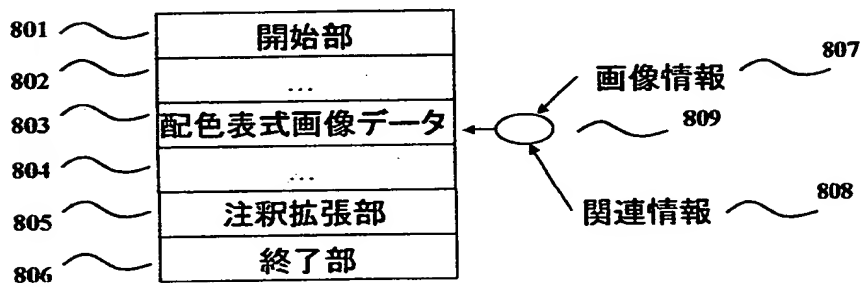 801 開始部
802 …
807 画像情報
803 配色表式画像データ
809
804 …
808 関連情報
805 注釈拡張部
806 終了部